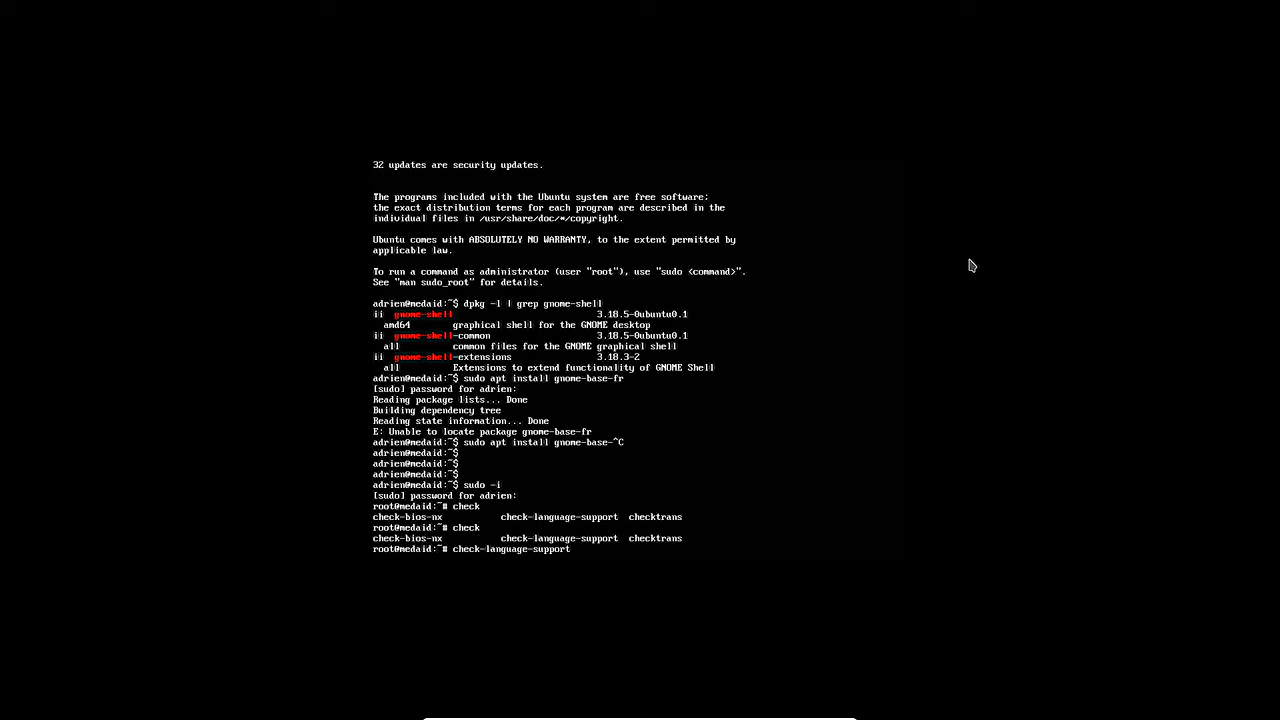 32 updates are security updates.
The programs included with the Ubuntu system are free software;
the exact distribution terms for each program are described in the
individual files in /usr/share/doc/*/copyright.
Ubuntu comes with ABSOLUTELY NO WARRANTY, to the extent permitted by
applicable law.
To run a command as administrator (user "root"), use "sudo <command>".
See "man sudo_root" for details.
adrien@medaid:~$ dpkg -l | grep gnome-shell
ii  gnome-shell                           3.18.5-0ubuntu0.1
  amd64        graphical shell for the GNOME desktop
ii  gnome-shell-common                    3.18.5-0ubuntu0.1
  all          common files for the GNOME graphical shell
ii  gnome-shell-extensions                3.18.3-2
  all          Extensions to extend functionality of GNOME Shell
adrien@medaid:~$ sudo apt install gnome-base-fr
[sudo] password for adrien:
Reading package lists... Done
Building dependency tree
Reading state information... Done
E: Unable to locate package gnome-base-fr
adrien@medaid:~$ sudo apt install gnome-base-^C
adrien@medaid:~$
adrien@medaid:~$
adrien@medaid:~$
adrien@medaid:~$ sudo -i
[sudo] password for adrien:
root@medaid:~# check
check-bios-nx           check-language-support  checktrans
root@medaid:~# check
check-bios-nx           check-language-support  checktrans
root@medaid:~# check-language-support